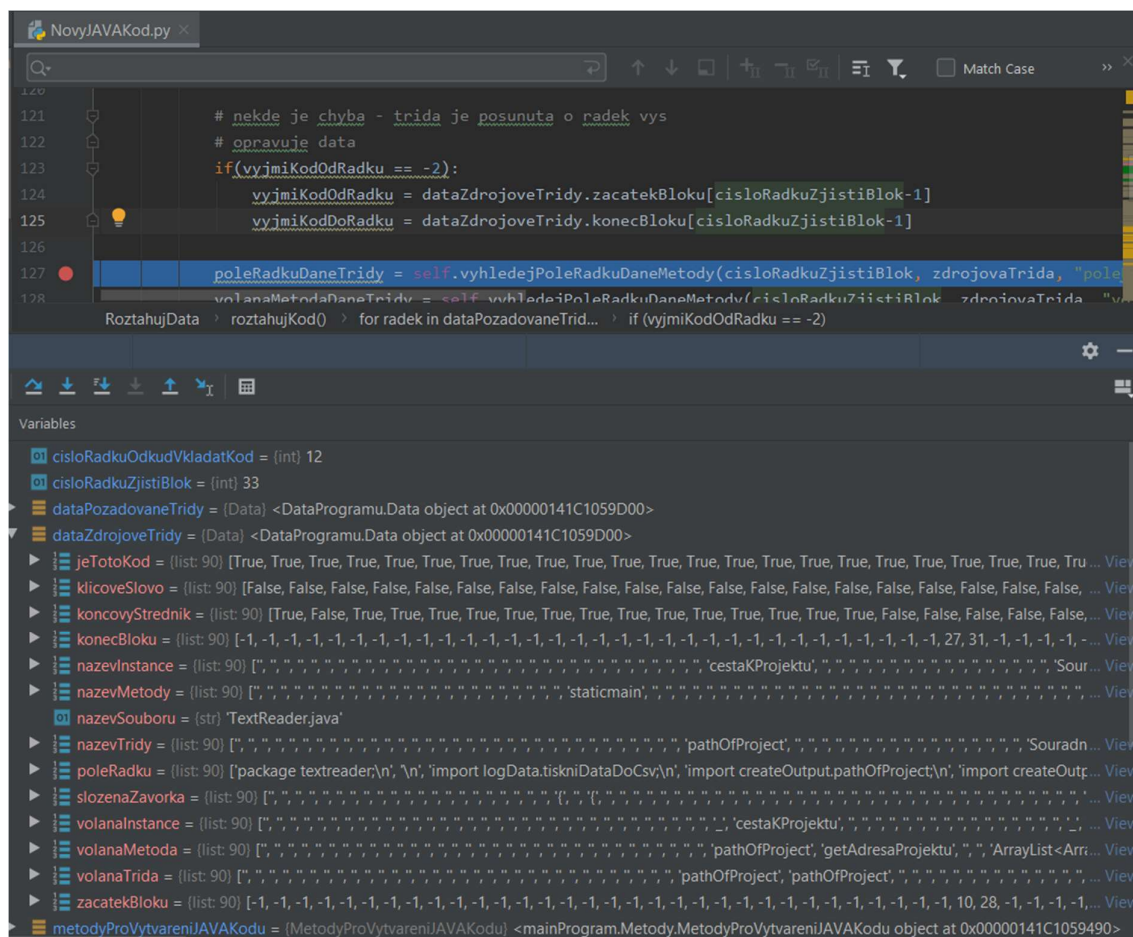 NovyJAVAKod.py
Match Case
120
121 # nekde je chyba - trida je posunuta o radek vys
122 # opravuje data
123 if(vyjmiKodOdRadku == -2):
124 vyjmiKodOdRadku = dataZdrojoveTridy.zacatekBloku[cisloRadkuZjistiBlok-1]
125 vyjmiKodDoRadku = dataZdrojoveTridy.konecBloku[cisloRadkuZjistiBlok-1]
126
127 poleRadkuDaneTridy = self.vyhledejPoleRadkuDaneMetody(cisloRadkuZjistiBlok, zdrojovaTrida, "pole
128 volanaMetodaDaneTridy = self.vyhledejPoleRadkuDaneMetody(cisloRadkuZjistiBlok, zdrojovaTrida, "v
RoztahujData › roztahujKod() › for radek in dataPozadovaneTrid... › if (vyjmiKodOdRadku == -2)
Variables
cisloRadkuOdkudVkladatKod = {int} 12
cisloRadkuZjistiBlok = {int} 33
dataPozadovaneTridy = {Data} <DataProgramu.Data object at 0x00000141C1059D00>
dataZdrojoveTridy = {Data} <DataProgramu.Data object at 0x00000141C1059D00>
jeTotoKod = {list: 90} [True, True, True, True, True, True, True, True, True, True, True, True, True, True, True, True, True, True, True, True, Tru... View
klicoveSlovo = {list: 90} [False, False, False, False, False, False, False, False, False, False, False, False, False, False, False, False, False, False, ... View
koncovyStrednik = {list: 90} [True, False, True, True, True, True, True, True, True, True, True, True, True, True, True, False, False, False, False, False, ... View
konecBloku = {list: 90} [-1, -1, -1, -1, -1, -1, -1, -1, -1, -1, -1, -1, -1, -1, -1, -1, -1, -1, -1, -1, -1, -1, -1, -1, -1, -1, -1, -1, -1, -1, -1, -1, 27, 31, -1, -1, -1, -1, -... View
nazevInstance = {list: 90} ['', '', '', '', '', '', '', '', '', '', '', '', '', '', '', '', '', '', '', '', '', '', '', '', 'cestaKProjektu', '', '', '', '', '', '', '', '', '', '', '', '', 'Sour... View
nazevMetody = {list: 90} ['', '', '', '', '', '', '', '', '', '', '', '', '', '', '', '', '', 'staticmain', '', '', '', '', '', '', '', '', '', '', '', '', '', '', '', '', '', '', '', '', '', ... View
nazevSouboru = {str} 'TextReader.java'
nazevTridy = {list: 90} ['', '', '', '', '', '', '', '', '', '', '', '', '', '', '', '', '', '', '', '', '', '', '', '', 'pathOfProject', '', '', '', '', '', '', '', '', '', '', '', '', 'Souradn... View
poleRadku = {list: 90} ['package textreader;\n', '\n', 'import logData.tiskniDataDoCsv;\n', 'import createOutput.pathOfProject;\n', 'import createOutp... View
slozenaZavorka = {list: 90} ['', '', '', '', '', '', '', '', '', '', '', '', '', '', '', '', '{', '', '{', '', '', '', '', '', '', '', '', '', '', '', '', '', '', '', '', '', '', '', '', '', '' ... View
volanaInstance = {list: 90} ['', '', '', '', '', '', '', '', '', '', '', '', '', '', '', '', '', '', '', '', '', '', '', '', '_', 'cestaKProjektu', '', '', '', '', '', '', '', '', '', '', '', '_', ... View
volanaMetoda = {list: 90} ['', '', '', '', '', '', '', '', '', '', '', '', '', '', '', '', '', '', '', '', '', '', '', '', 'pathOfProject', 'getAdresaProjektu', '', '', 'ArrayList<Arra... View
volanaTrida = {list: 90} ['', '', '', '', '', '', '', '', '', '', '', '', '', '', '', '', '', '', '', '', '', '', '', '', 'pathOfProject', 'pathOfProject', '', '', '', '', '', '', '', '', '', ... View
zacatekBloku = {list: 90} [-1, -1, -1, -1, -1, -1, -1, -1, -1, -1, -1, -1, -1, -1, -1, -1, -1, -1, -1, -1, -1, -1, -1, -1, -1, -1, -1, -1, -1, -1, -1, -1, 10, 28, -1, -1, -1, -1, ... View
metodyProVytvareniJAVAKodu = {MetodyProVytvareniJAVAKodu} <mainProgram.Metody.MetodyProVytvareniJAVAKodu object at 0x00000141C1059490>